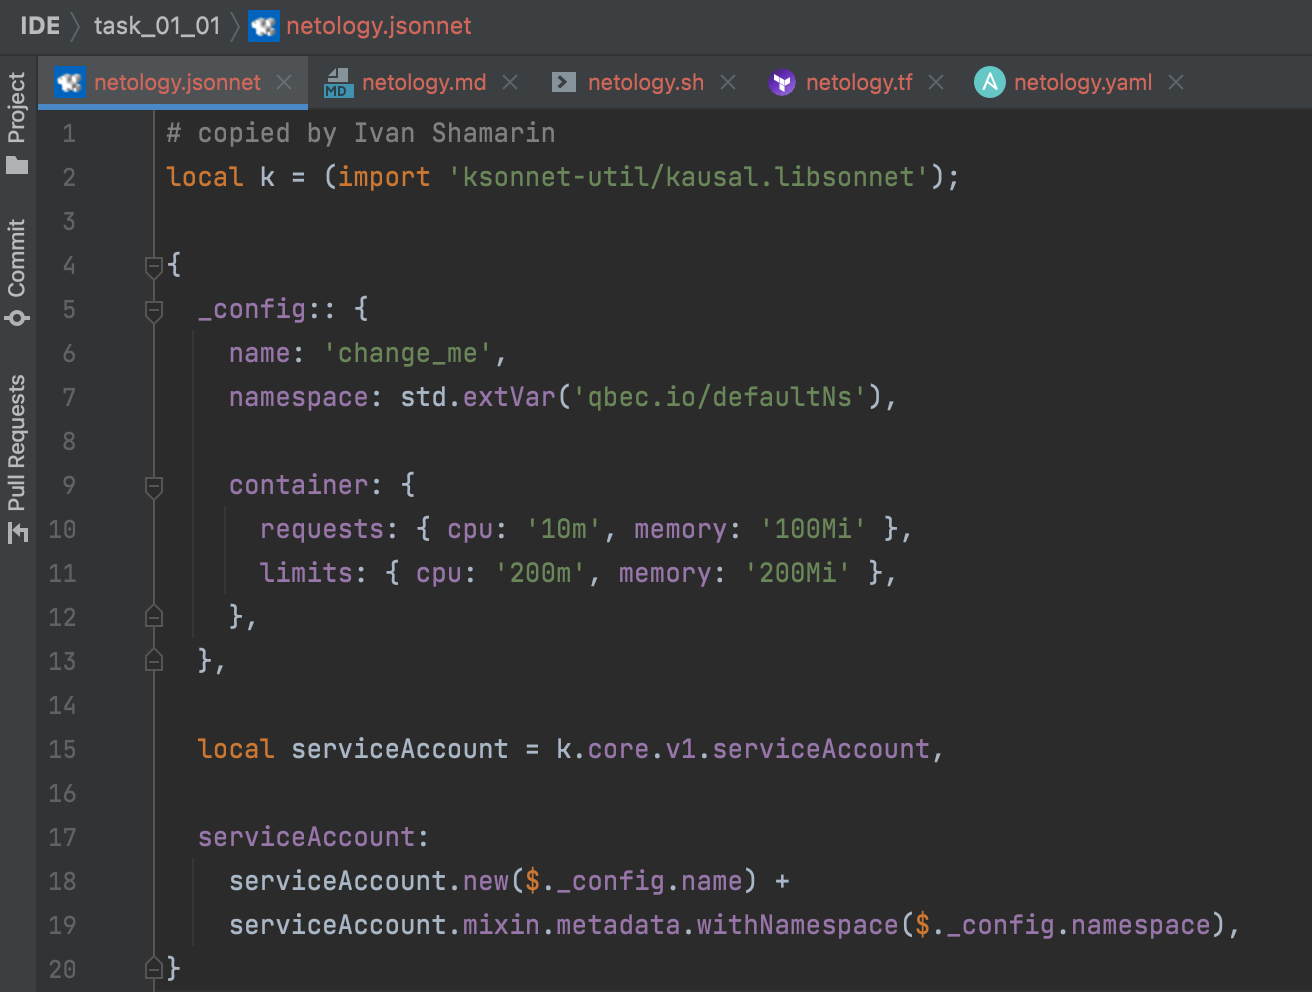 IDE task_01_01 netology.jsonnet
netology.jsonnet netology.md netology.sh netology.tf netology.yaml
Project
Commit
Pull Requests
1 # copied by Ivan Shamarin
2 local k = (import 'ksonnet-util/kausal.libsonnet');
3
4 {
5   _config:: {
6     name: 'change_me',
7     namespace: std.extVar('qbec.io/defaultNs'),
8
9     container: {
10       requests: { cpu: '10m', memory: '100Mi' },
11       limits: { cpu: '200m', memory: '200Mi' },
12     },
13   },
14
15   local serviceAccount = k.core.v1.serviceAccount,
16
17   serviceAccount:
18     serviceAccount.new($._config.name) +
19     serviceAccount.mixin.metadata.withNamespace($._config.namespace),
20 }